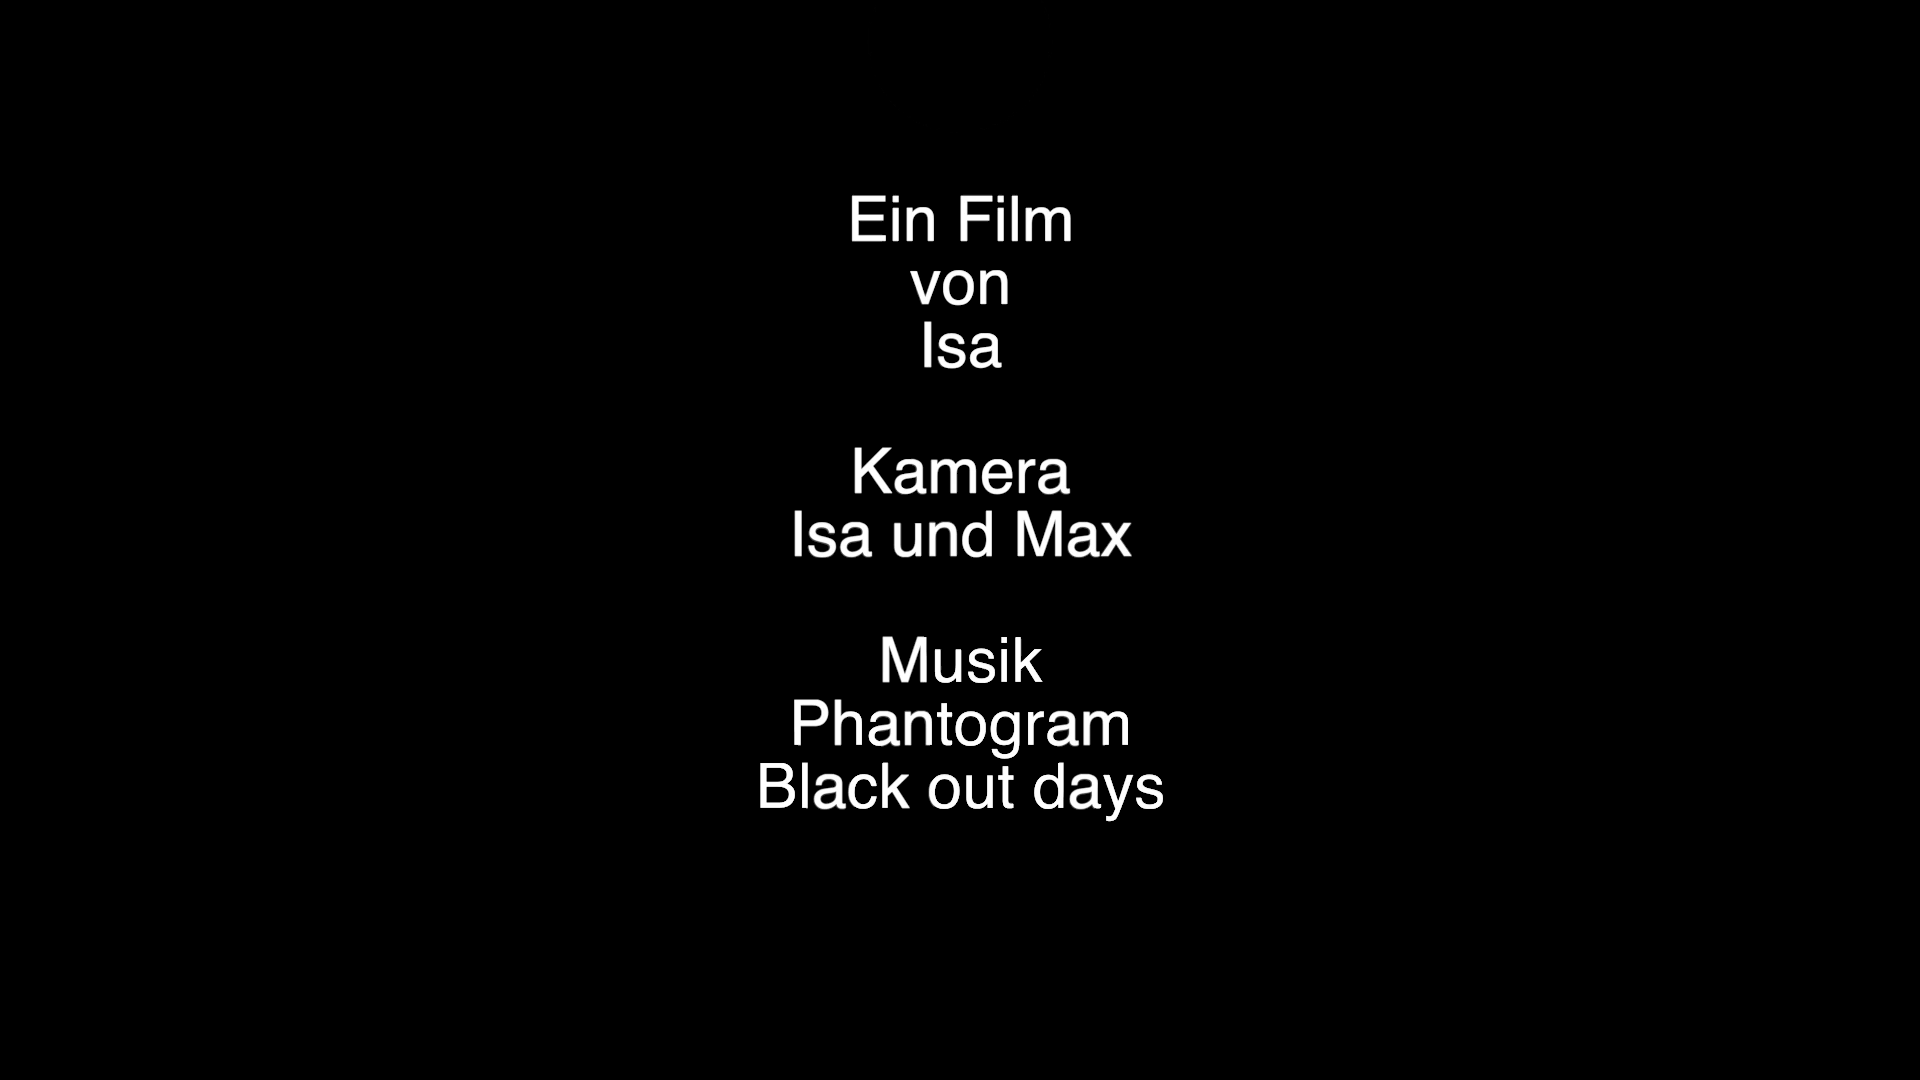 Ein Film
von
Isa
Kamera
Isa und Max
Musik
Phantogram
Black out days